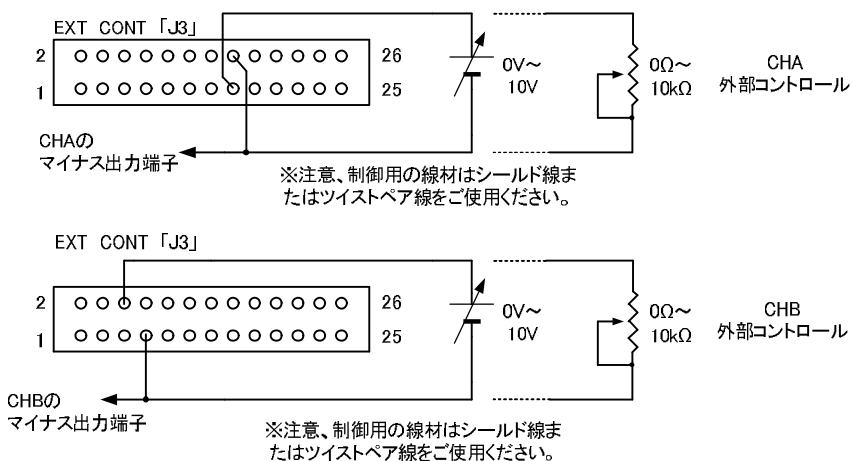 EXT CONT「J3」
2
26
1
25
0V～
10V
0Ω～
10kΩ
CHA
外部コントロール
CHAの
マイナス出力端子
※注意、制御用の線材はシールド線ま
たはツイストペア線をご使用ください。
EXT CONT「J3」
2
26
1
25
0V～
10V
0Ω～
10kΩ
CHB
外部コントロール
CHBの
マイナス出力端子
※注意、制御用の線材はシールド線ま
たはツイストペア線をご使用ください。